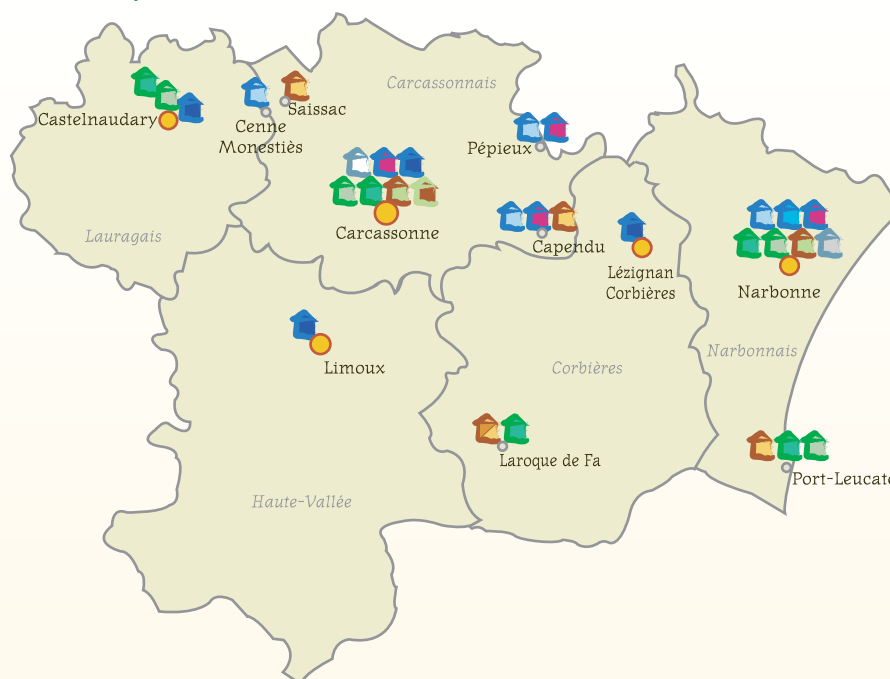 Carcassonnais
Saissac
Castelnaudary
Cenne
Monestiès
Pépieux
Lauragais
Carcassonne
Capendu
Lézignan
Corbières
Narbonne
Narbonnais
Limoux
Corbières
Laroque de Fa
Port-Leucate
Haute-Vallée